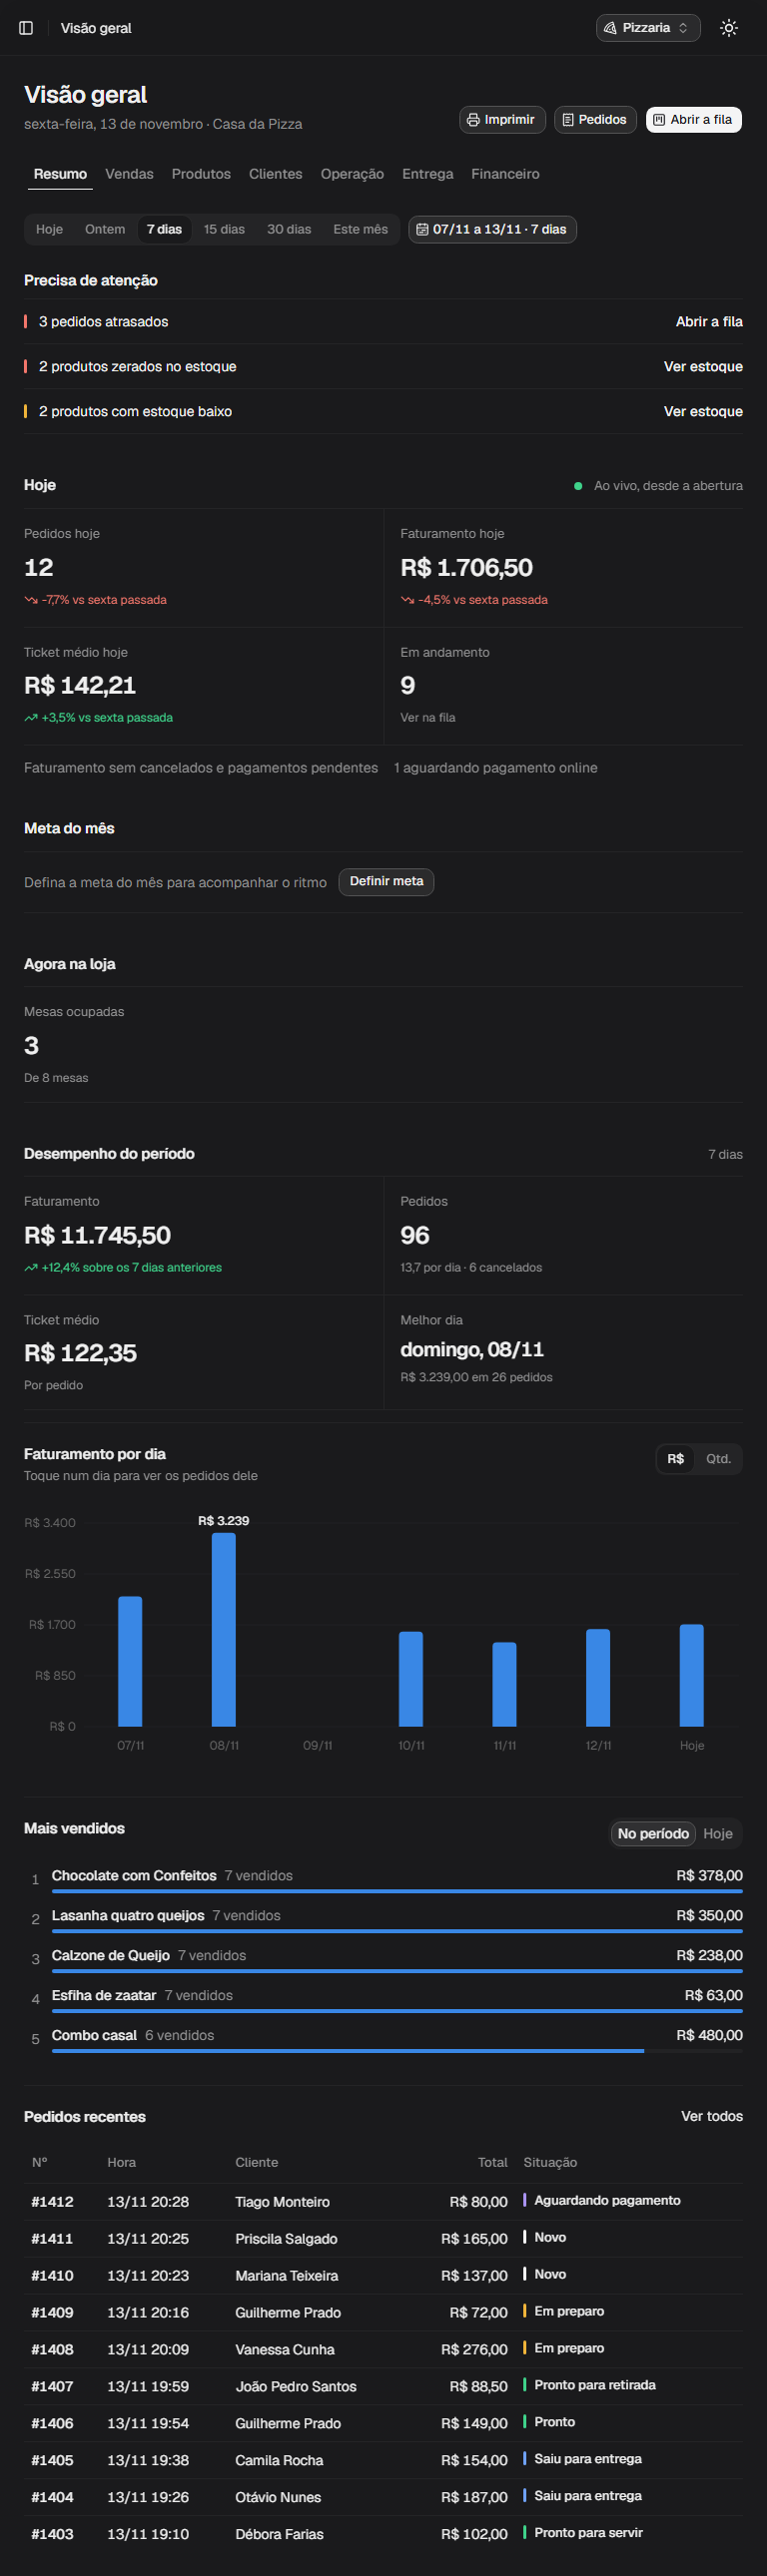 Visão geral
Pizzaria
Visão geral
sexta-feira, 13 de novembro · Casa da Pizza
Imprimir
Pedidos
Abrir a fila
Resumo Vendas Produtos Clientes Operação Entrega Financeiro
Hoje Ontem 7 dias 15 dias 30 dias Este mês 07/11 a 13/11 · 7 dias
Precisa de atenção
3 pedidos atrasados Abrir a fila
2 produtos zerados no estoque Ver estoque
2 produtos com estoque baixo Ver estoque
Hoje Ao vivo, desde a abertura
Pedidos hoje
12
-7,7% vs sexta passada
Faturamento hoje
R$ 1.706,50
-4,5% vs sexta passada
Ticket médio hoje
R$ 142,21
+3,5% vs sexta passada
Em andamento
9
Ver na fila
Faturamento sem cancelados e pagamentos pendentes 1 aguardando pagamento online
Meta do mês
Defina a meta do mês para acompanhar o ritmo Definir meta
Agora na loja
Mesas ocupadas
3
De 8 mesas
Desempenho do período 7 dias
Faturamento
R$ 11.745,50
+12,4% sobre os 7 dias anteriores
Pedidos
96
13,7 por dia · 6 cancelados
Ticket médio
R$ 122,35
Por pedido
Melhor dia
domingo, 08/11
R$ 3.239,00 em 26 pedidos
Faturamento por dia R$ Qtd.
Toque num dia para ver os pedidos dele
R$ 3.239
R$ 3.400
R$ 2.550
R$ 1.700
R$ 850
R$ 0
07/11 08/11 09/11 10/11 11/11 12/11 Hoje
Mais vendidos No período Hoje
1 Chocolate com Confeitos 7 vendidos R$ 378,00
2 Lasanha quatro queijos 7 vendidos R$ 350,00
3 Calzone de Queijo 7 vendidos R$ 238,00
4 Esfiha de zaatar 7 vendidos R$ 63,00
5 Combo casal 6 vendidos R$ 480,00
Pedidos recentes Ver todos
Nº Hora Cliente Total Situação
#1412 13/11 20:28 Tiago Monteiro R$ 80,00 Aguardando pagamento
#1411 13/11 20:25 Priscila Salgado R$ 165,00 Novo
#1410 13/11 20:23 Mariana Teixeira R$ 137,00 Novo
#1409 13/11 20:16 Guilherme Prado R$ 72,00 Em preparo
#1408 13/11 20:09 Vanessa Cunha R$ 276,00 Em preparo
#1407 13/11 19:59 João Pedro Santos R$ 88,50 Pronto para retirada
#1406 13/11 19:54 Guilherme Prado R$ 149,00 Pronto
#1405 13/11 19:38 Camila Rocha R$ 154,00 Saiu para entrega
#1404 13/11 19:26 Otávio Nunes R$ 187,00 Saiu para entrega
#1403 13/11 19:10 Débora Farias R$ 102,00 Pronto para servir